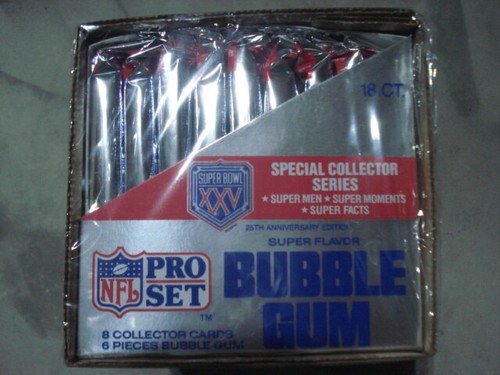 18 CT.
SUPER BOWL
XXV
SPECIAL COLLECTOR
SERIES
★ SUPER MEN ★ SUPER MOMENTS
★ SUPER FACTS
25TH ANNIVERSARY EDITION
SUPER FLAVOR
BUBBLE
GUM
NFL
PRO
SET
TM
8 COLLECTOR CARDS
6 PIECES BUBBLE GUM